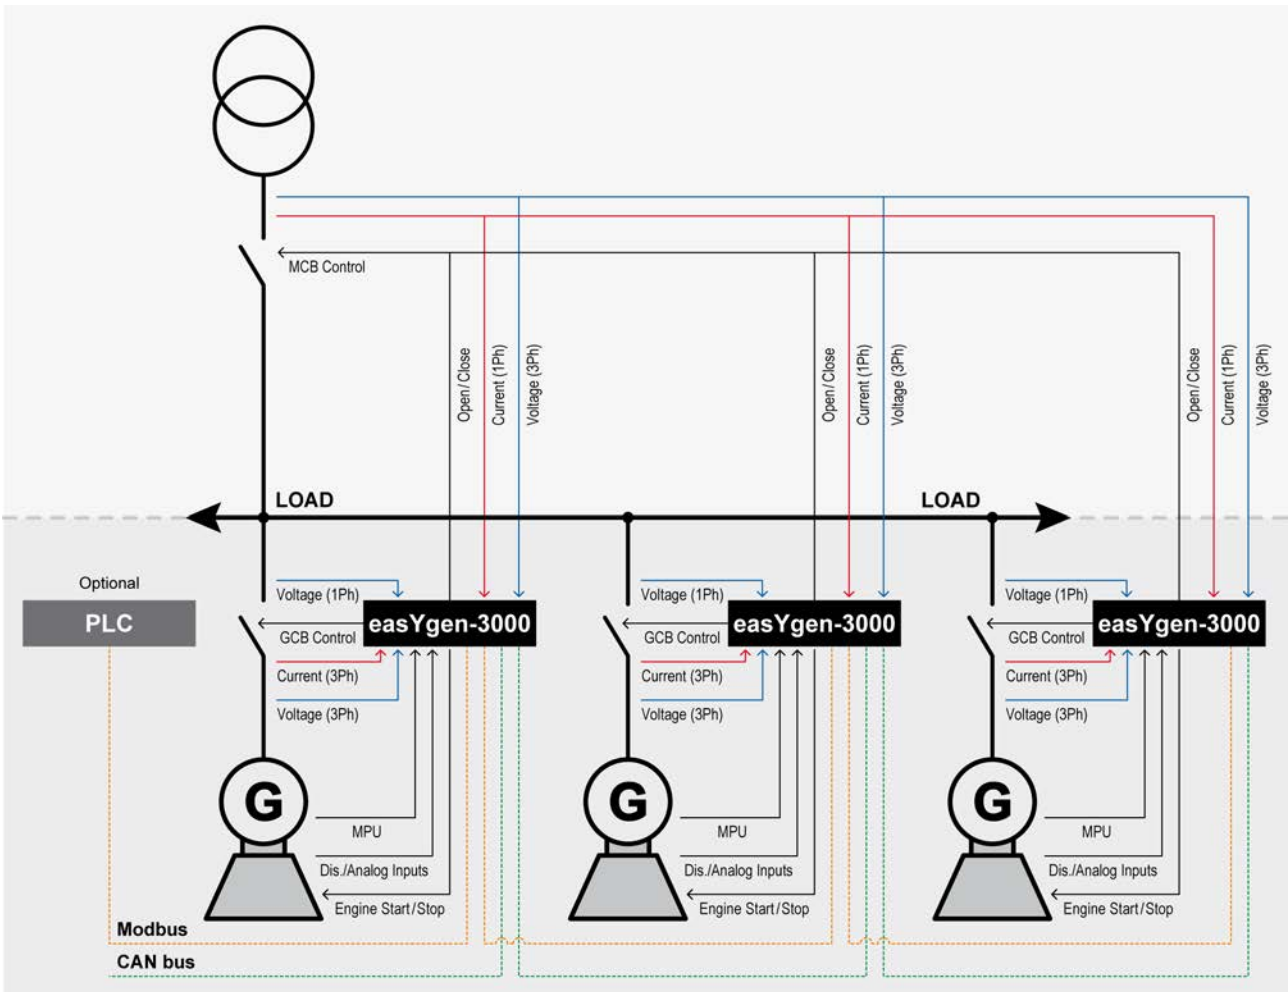 MCB Control
Open/Close
Current (1Ph)
Voltage (3Ph)
Open/Close
Current (1Ph)
Voltage (3Ph)
Open/Close
Current (1Ph)
Voltage (3Ph)
LOAD
LOAD
Optional
PLC
Voltage (1Ph)
GCB Control
easYgen-3000
Current (3Ph)
Voltage (3Ph)
Voltage (1Ph)
GCB Control
easYgen-3000
Current (3Ph)
Voltage (3Ph)
Voltage (1Ph)
GCB Control
easYgen-3000
Current (3Ph)
Voltage (3Ph)
G
MPU
Dis./Analog Inputs
Engine Start/Stop
G
MPU
Dis./Analog Inputs
Engine Start/Stop
G
MPU
Dis./Analog Inputs
Engine Start/Stop
Modbus
CAN bus